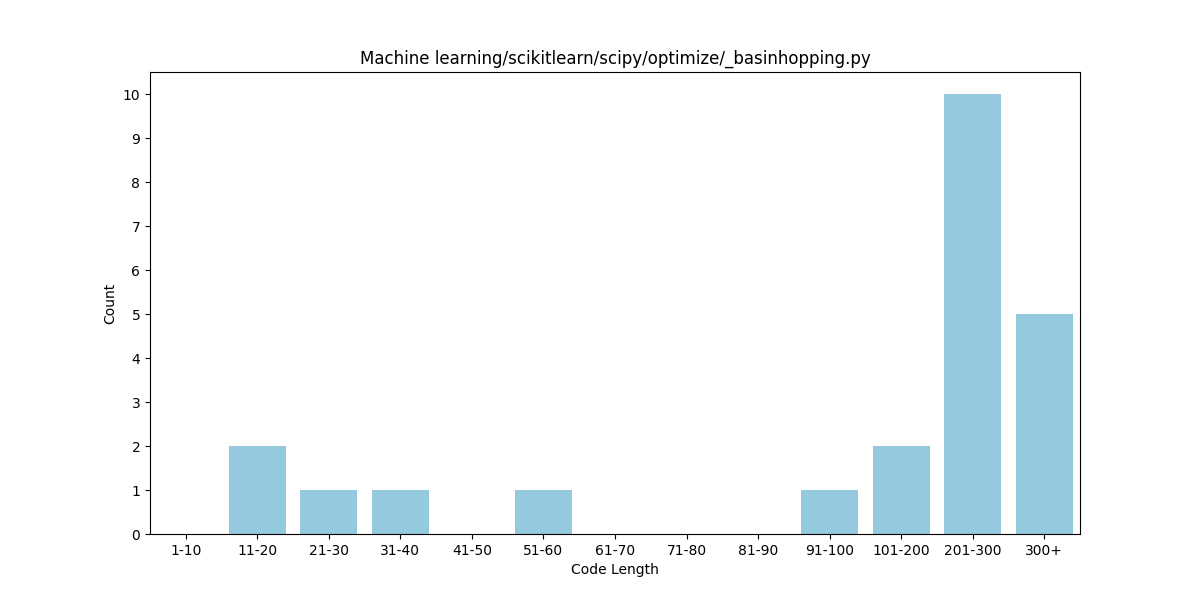 Machine learning/scikitlearn/scipy/optimize/_basinhopping.py
10
9
8
7
6
5
4
3
2
1
0
Count
1-10 11-20 21-30 31-40 41-50 51-60 61-70 71-80 81-90 91-100 101-200 201-300 300+
Code Length